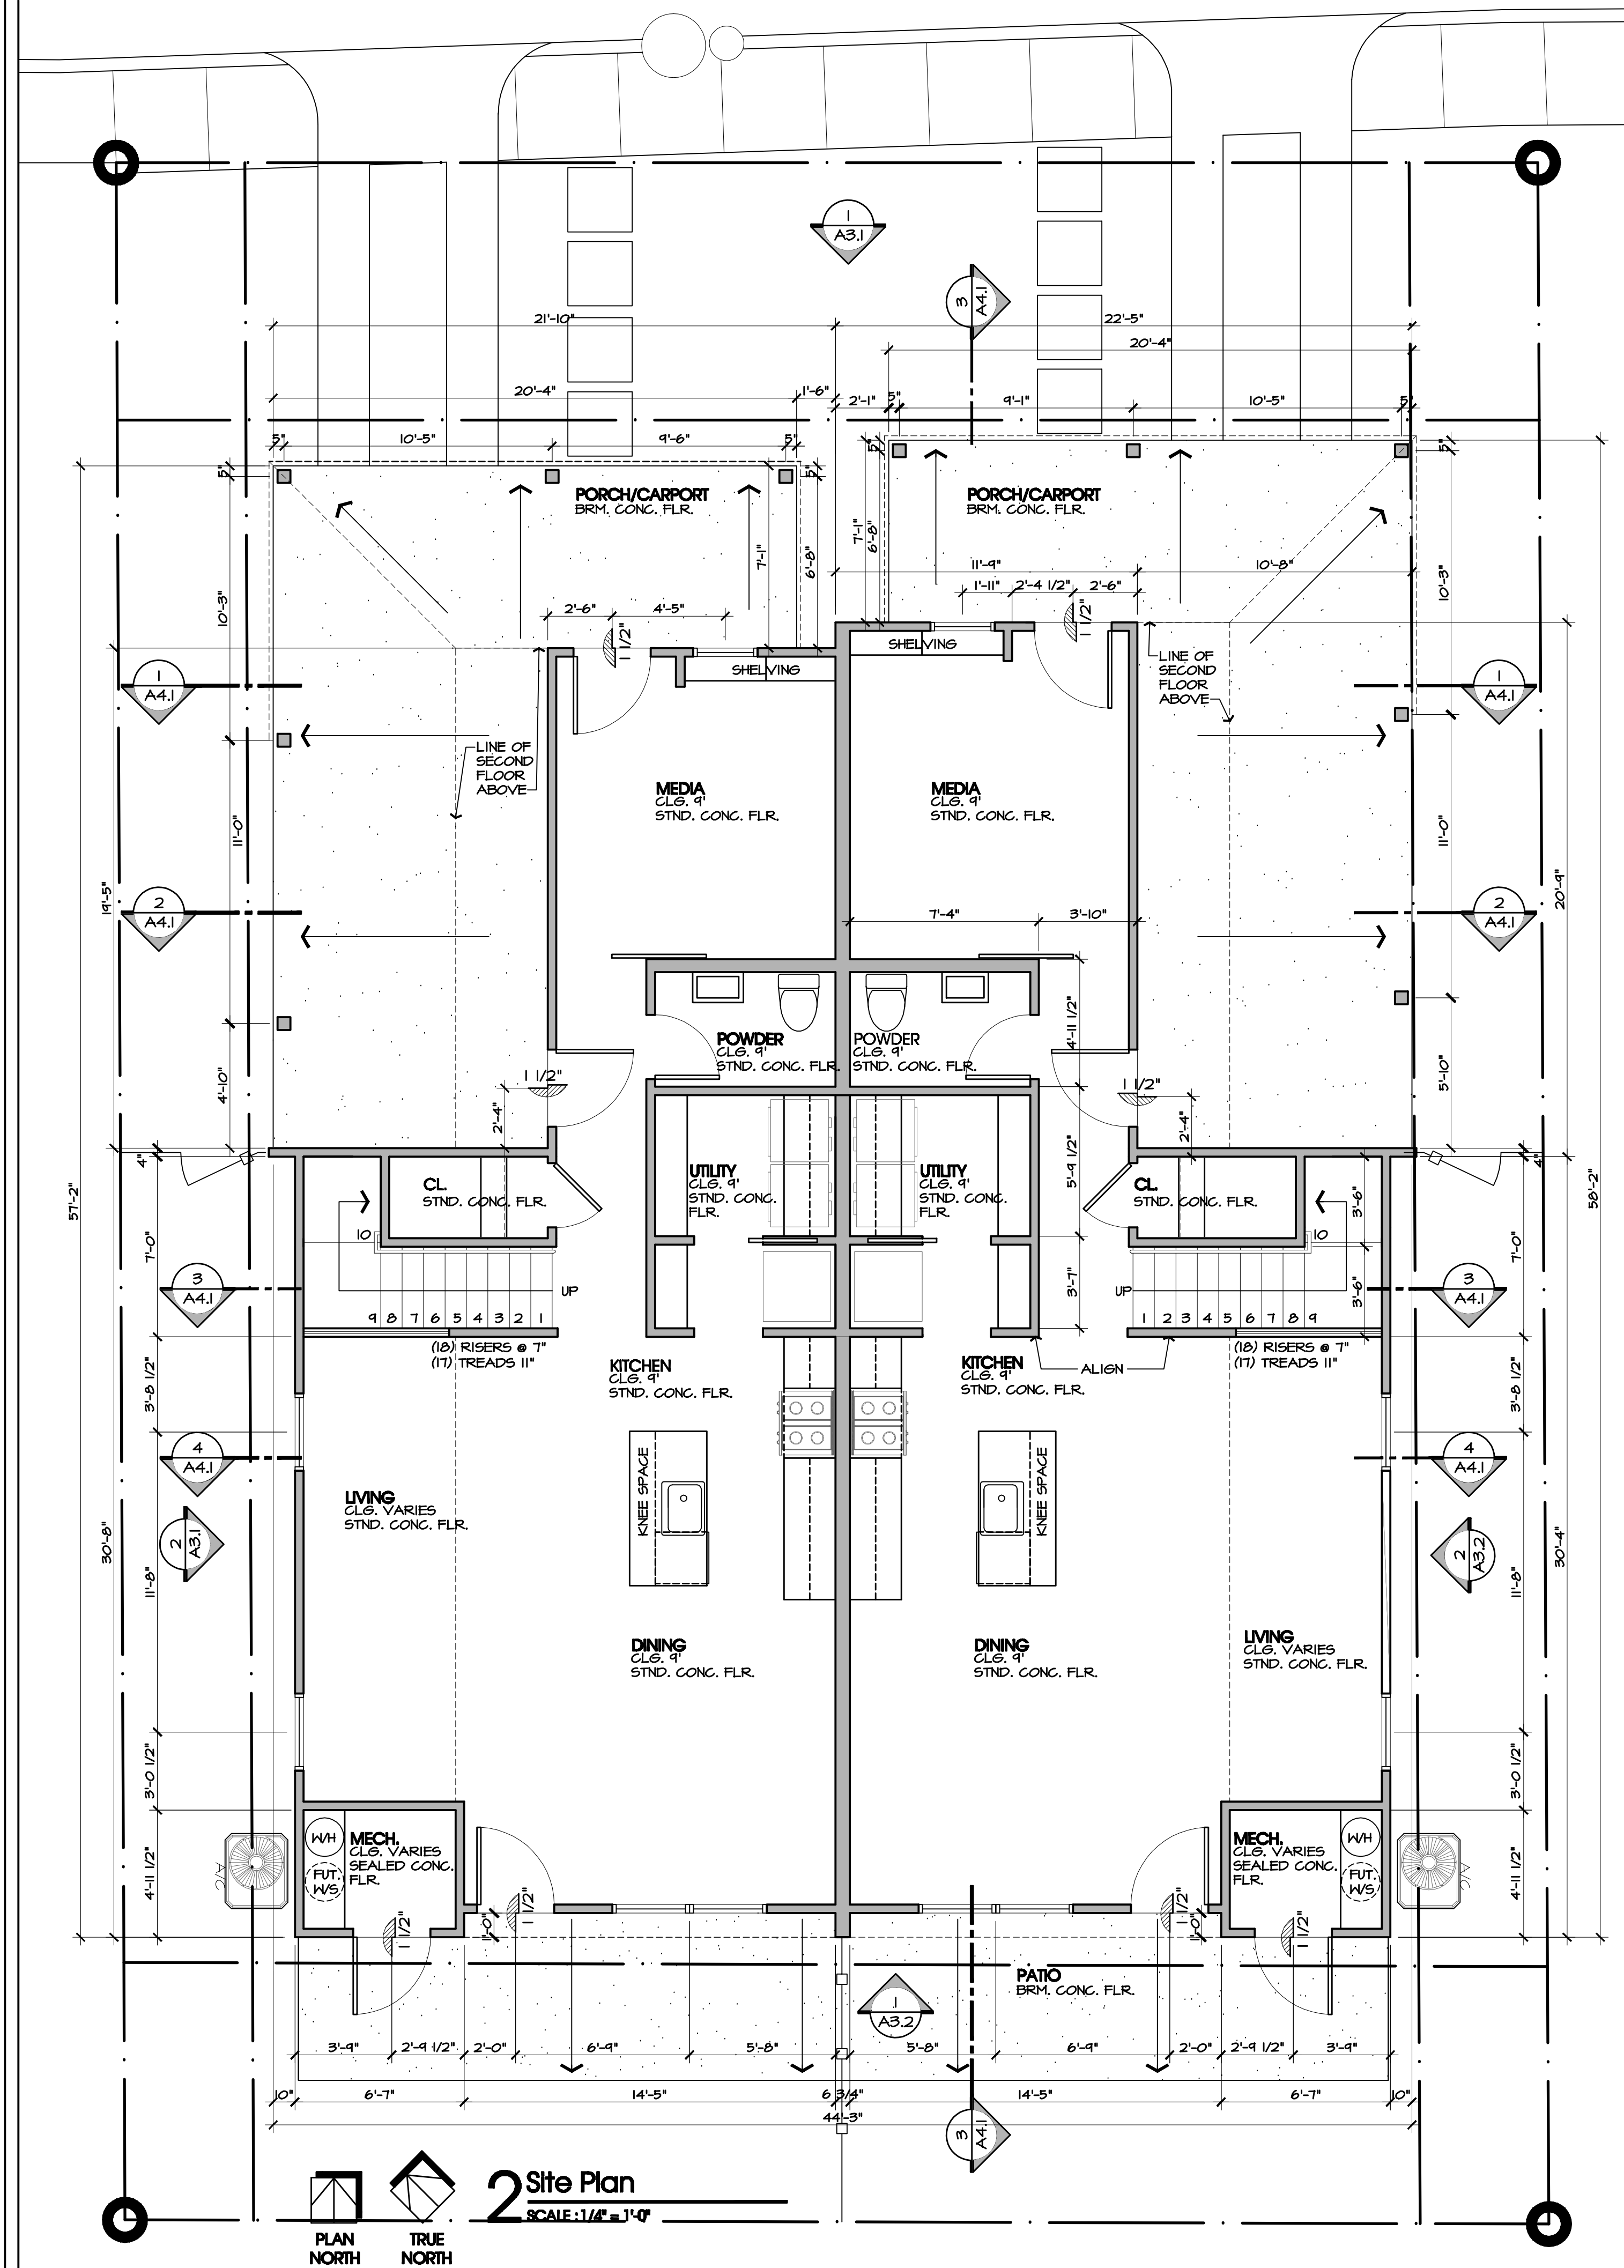 1
A3.1
3
A4.1
21'-10"
22'-5"
20'-4"
20'-4"
1'-6"
2'-1"
5"
9'-1"
10'-5"
5"
5"
10'-5"
9'-6"
5"
5"
5"
5"
5"
PORCH/CARPORT
BRM. CONC. FLR.
PORCH/CARPORT
BRM. CONC. FLR.
7'-1"
6'-8"
7'-1"
6'-8"
11'-9"
10'-8"
1'-11"
2'-4 1/2"
2'-6"
2'-6"
4'-5"
1 1/2"
1 1/2"
10'-3"
10'-3"
SHELVING
SHELVING
LINE OF
SECOND
FLOOR
ABOVE
1
A4.1
1
A4.1
LINE OF
SECOND
FLOOR
ABOVE
MEDIA
CLG. 9'
STND. CONC. FLR.
MEDIA
CLG. 9'
STND. CONC. FLR.
11'-0"
11'-0"
19'-5"
20'-9"
2
A4.1
2
A4.1
7'-4"
3'-10"
POWDER
CLG. 9'
STND. CONC. FLR.
POWDER
CLG. 9'
STND. CONC. FLR.
4'-11 1/2"
4'-10"
5'-10"
1 1/2"
1 1/2"
2'-4"
2'-4"
4"
4"
57'-2"
58'-2"
CL.
STND. CONC. FLR.
UTILITY
CLG. 9'
STND. CONC.
FLR.
UTILITY
CLG. 9'
STND. CONC.
FLR.
5'-9 1/2"
CL.
STND. CONC. FLR.
3'-6"
10
10
7'-0"
7'-0"
3
A4.1
3
A4.1
UP
UP
3'-7"
3'-6"
9 8 7 6 5 4 3 2 1
1 2 3 4 5 6 7 8 9
(18) RISERS @ 7"
(17) TREADS 11"
(18) RISERS @ 7"
(17) TREADS 11"
KITCHEN
CLG. 9'
STND. CONC. FLR.
KITCHEN
CLG. 9'
STND. CONC. FLR.
ALIGN
3'-8 1/2"
3'-8 1/2"
4
A4.1
4
A4.1
KNEE SPACE
KNEE SPACE
LIVING
CLG. VARIES
STND. CONC. FLR.
2
A3.1
2
A3.2
30'-8"
30'-4"
11'-8"
11'-8"
DINING
CLG. 9'
STND. CONC. FLR.
DINING
CLG. 9'
STND. CONC. FLR.
LIVING
CLG. VARIES
STND. CONC. FLR.
3'-0 1/2"
3'-0 1/2"
W/H
FUT.
W/S
MECH.
CLG. VARIES
SEALED CONC.
FLR.
MECH.
CLG. VARIES
SEALED CONC.
FLR.
W/H
FUT.
W/S
A/C
A/C
4'-11 1/2"
4'-11 1/2"
1 1/2"
1'-0"
1 1/2"
1 1/2"
1'-0"
1 1/2"
PATIO
BRM. CONC. FLR.
1
A3.2
3'-9"
2'-9 1/2"
2'-0"
6'-9"
5'-8"
5'-8"
6'-9"
2'-0"
2'-9 1/2"
3'-9"
10"
6'-7"
14'-5"
6 3/4"
14'-5"
6'-7"
10"
44'-3"
3
A4.1
2 Site Plan
SCALE : 1/4" = 1'-0"
PLAN
NORTH
TRUE
NORTH